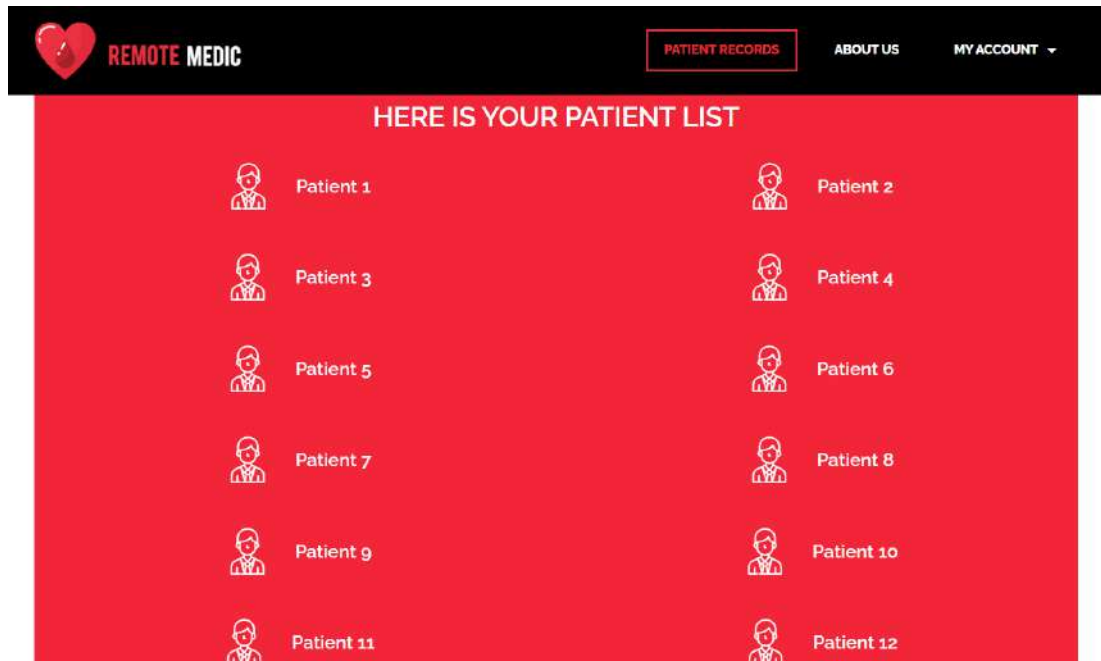 REMOTE MEDIC
PATIENT RECORDS
ABOUT US
MY ACCOUNT
HERE IS YOUR PATIENT LIST
Patient 1
Patient 2
Patient 3
Patient 4
Patient 5
Patient 6
Patient 7
Patient 8
Patient 9
Patient 10
Patient 11
Patient 12